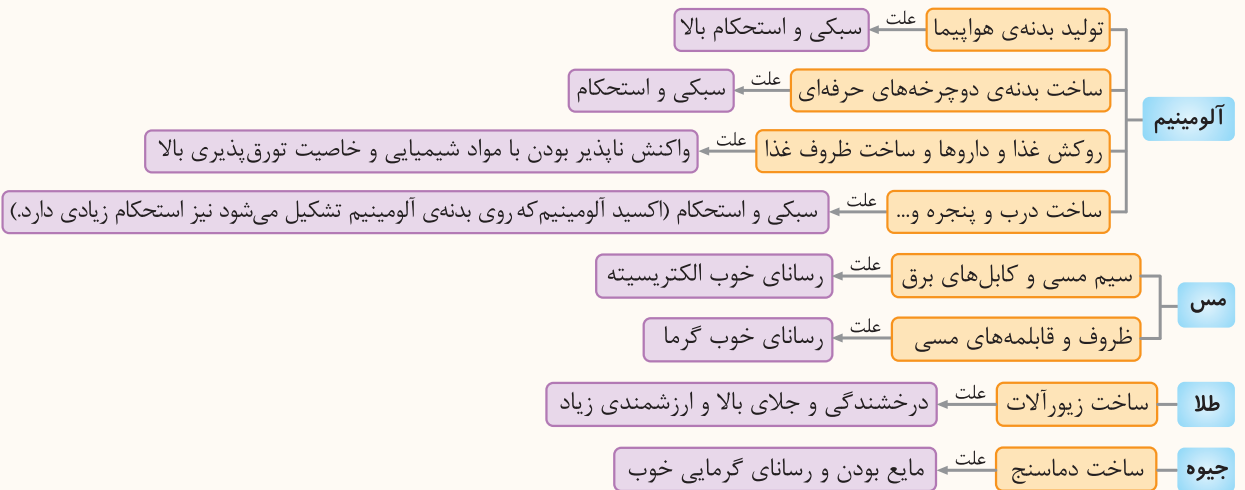 آلومینیم
تولید بدنه‌ی هواپیما علت سبکی و استحکام بالا
ساخت بدنه‌ی دوچرخه‌های حرفه‌ای علت سبکی و استحکام
روکش غذا و داروها و ساخت ظروف غذا علت واکنش ناپذیر بودن با مواد شیمیایی و خاصیت تورق‌پذیری بالا
ساخت درب و پنجره و... علت سبکی و استحکام (اکسید آلومینیم که روی بدنه‌ی آلومینیم تشکیل می‌شود نیز استحکام زیادی دارد.)
مس
سیم مسی و کابل‌های برق علت رسانای خوب الکتریسیته
ظروف و قابلمه‌های مسی علت رسانای خوب گرما
طلا ساخت زیورآلات علت درخشندگی و جلای بالا و ارزشمندی زیاد
جیوه ساخت دماسنج علت مایع بودن و رسانای گرمایی خوب